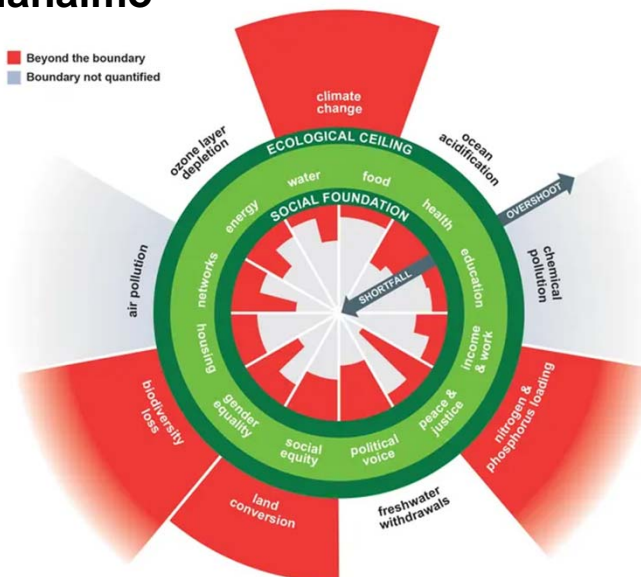 Beyond the boundary
Boundary not quantified
climate
change
ozone layer
depletion
ocean
acidification
ECOLOGICAL CEILING
OVERSHOOT
water
food
energy
health
SOCIAL FOUNDATION
SHORTFALL
air pollution
networks
education
chemical
pollution
housing
income
& work
gender
equality
peace &
justice
social
equity
political
voice
biodiversity
loss
nitrogen &
phosphorus loading
land
conversion
freshwater
withdrawals